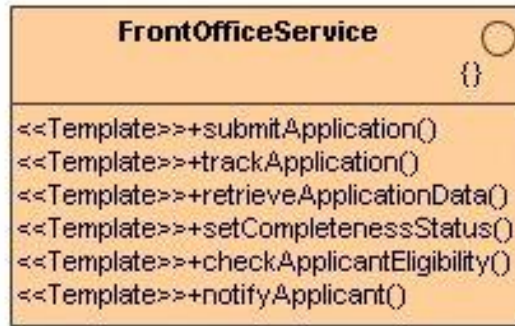 FrontOfficeService
{}
<<Template>>+submitApplication()
<<Template>>+trackApplication()
<<Template>>+retrieveApplicationData()
<<Template>>+setCompletenessStatus()
<<Template>>+checkApplicantEligibility()
<<Template>>+notifyApplicant()